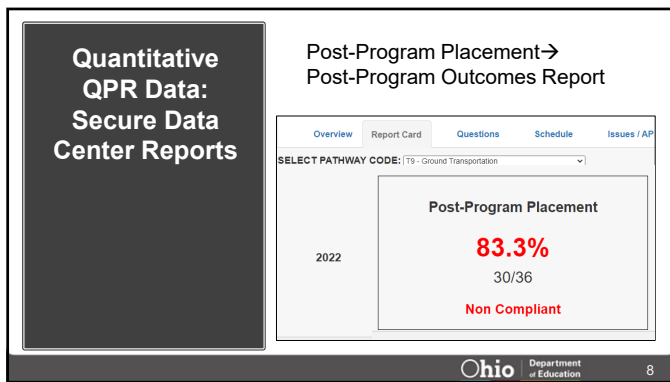 Quantitative
QPR Data:
Secure Data
Center Reports
Post-Program Placement→
Post-Program Outcomes Report
Overview Report Card Questions Schedule Issues / AP
SELECT PATHWAY CODE: T9 - Ground Transportation
2022
Post-Program Placement
83.3%
30/36
Non Compliant
Ohio Department of Education
8